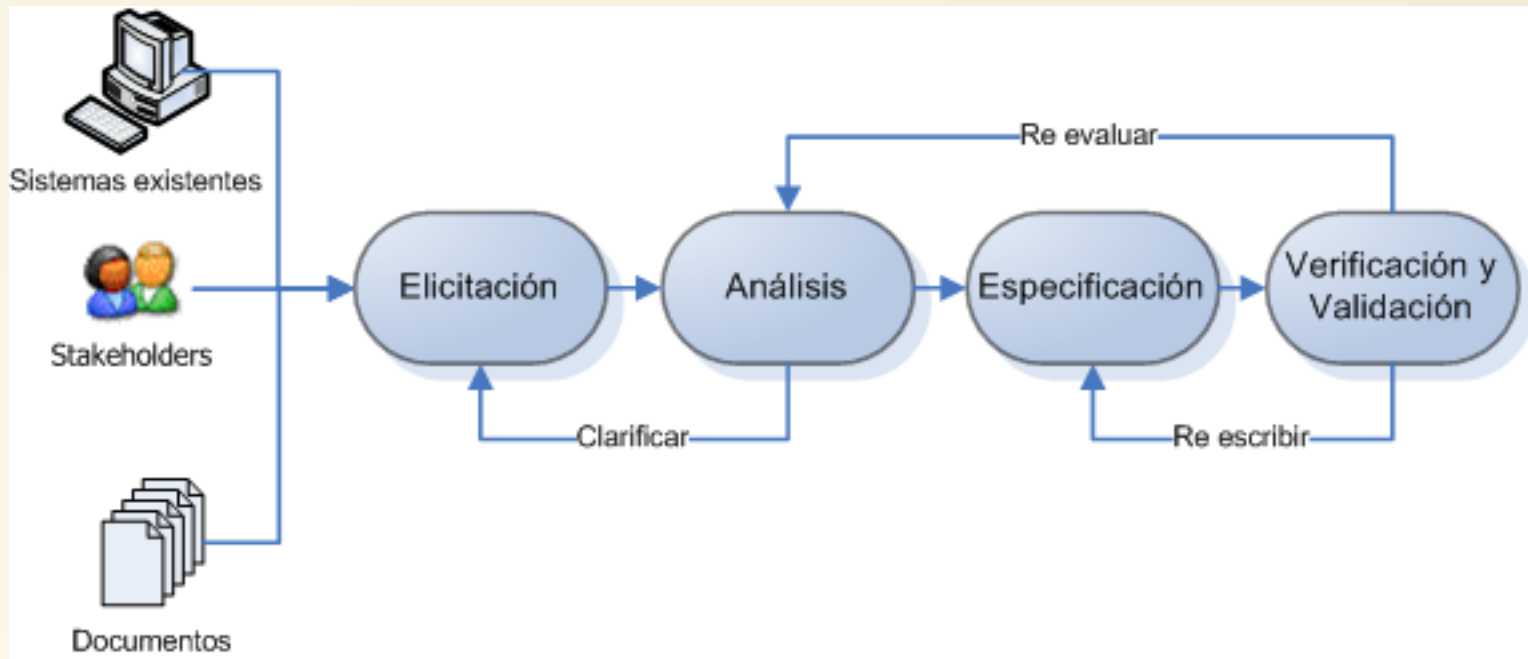 Sistemas existentes
Stakeholders
Documentos
Elicitación
Análisis
Especificación
Verificación y
Validación
Re evaluar
Clarificar
Re escribir